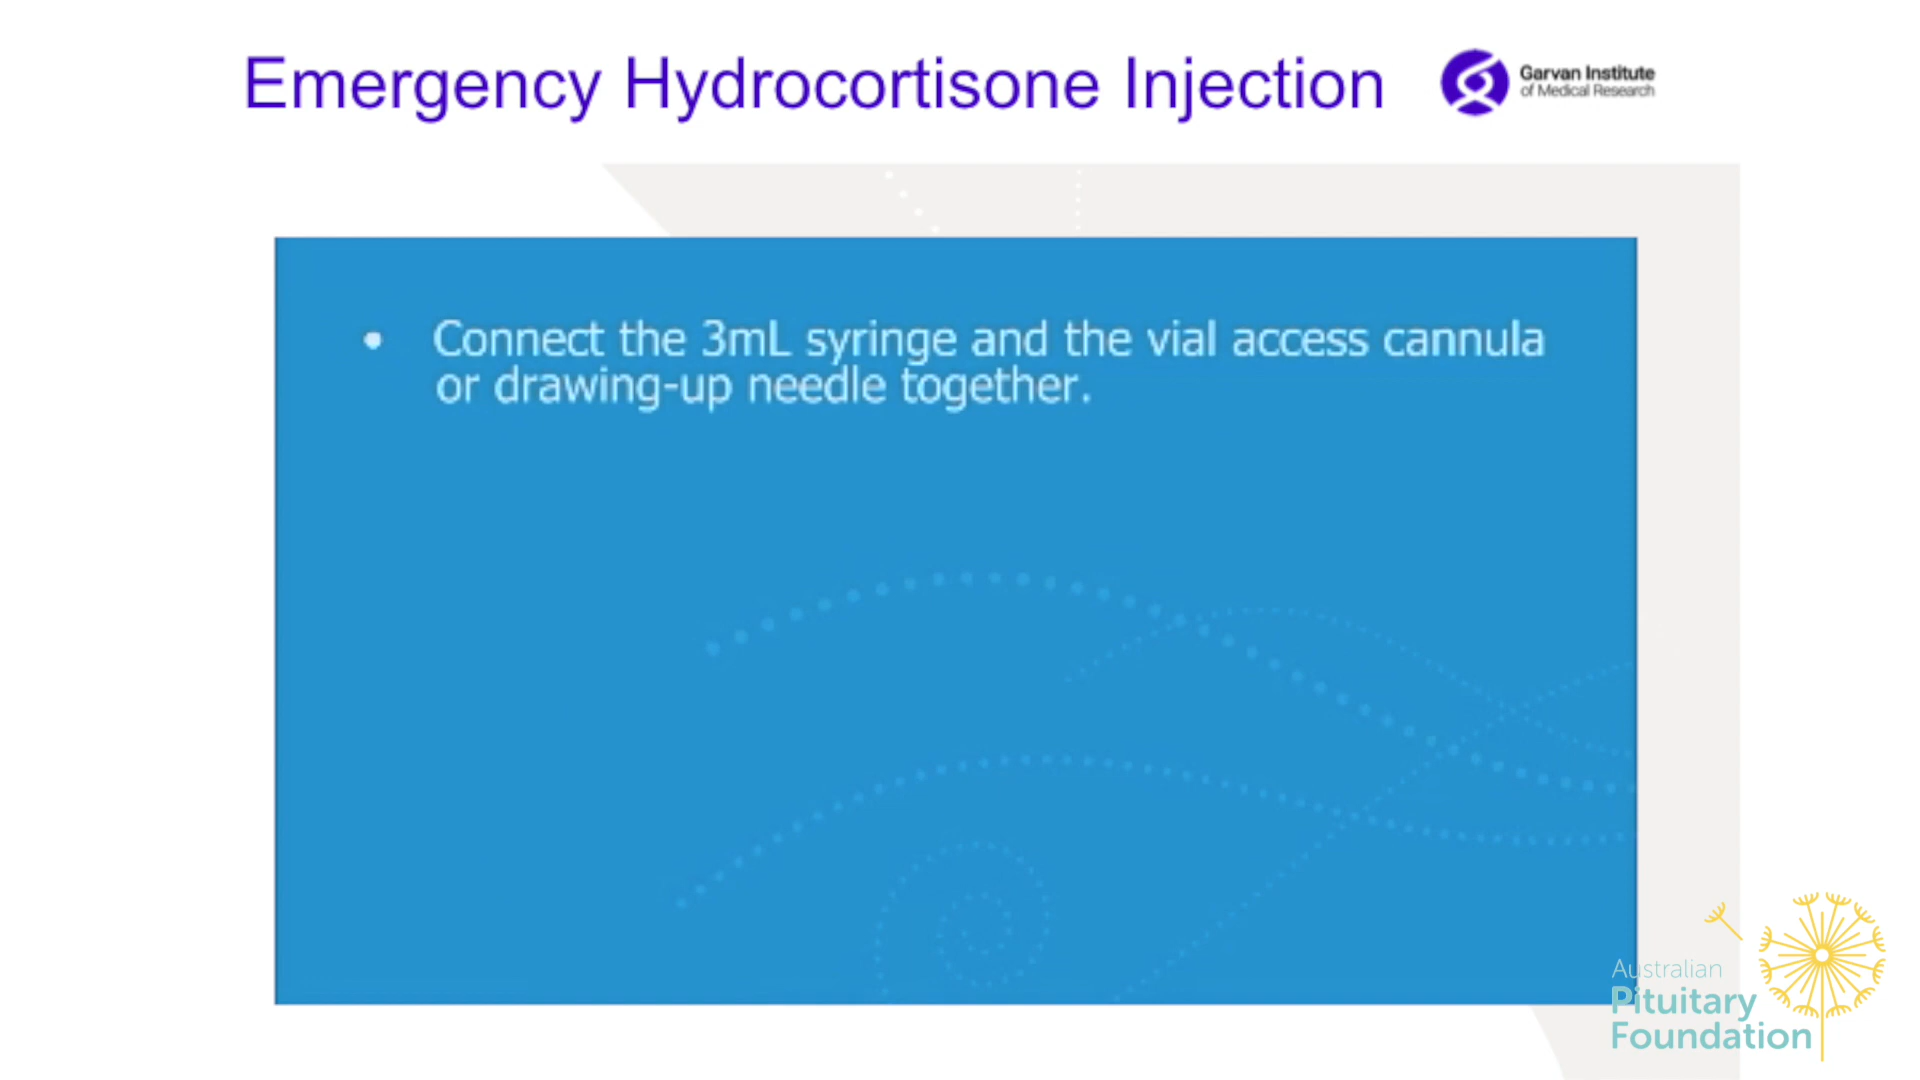 Emergency Hydrocortisone Injection
Garvan Institute
of Medical Research
• Connect the 3mL syringe and the vial access cannula
or drawing-up needle together.
Australian
Pituitary
Foundation